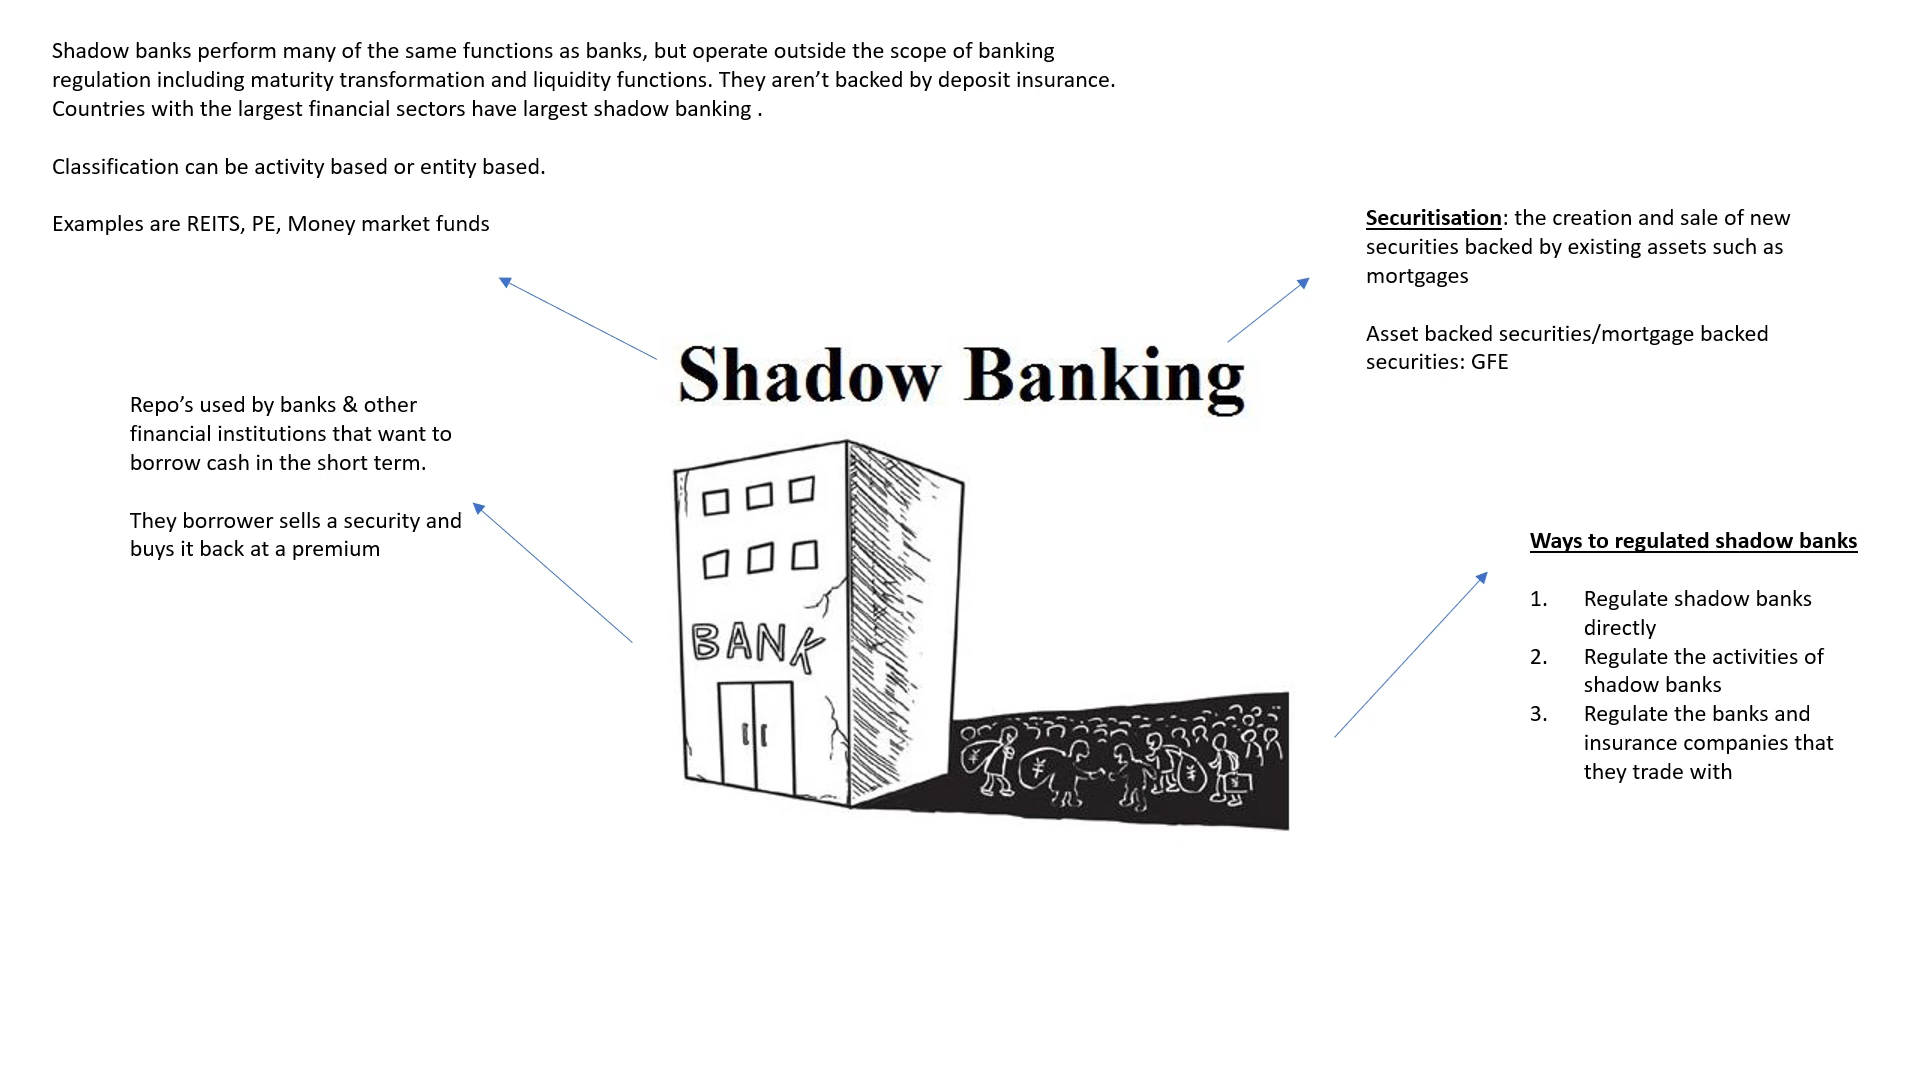 Shadow banks perform many of the same functions as banks, but operate outside the scope of banking
regulation including maturity transformation and liquidity functions. They aren’t backed by deposit insurance.
Countries with the largest financial sectors have largest shadow banking .
Classification can be activity based or entity based.
Examples are REITS, PE, Money market funds
Securitisation: the creation and sale of new
securities backed by existing assets such as
mortgages
Asset backed securities/mortgage backed
securities: GFE
Shadow Banking
Repo’s used by banks & other
financial institutions that want to
borrow cash in the short term.
They borrower sells a security and
buys it back at a premium
BANK
¥
¥
¥
¥
Ways to regulated shadow banks
1. Regulate shadow banks
directly
2. Regulate the activities of
shadow banks
3. Regulate the banks and
insurance companies that
they trade with